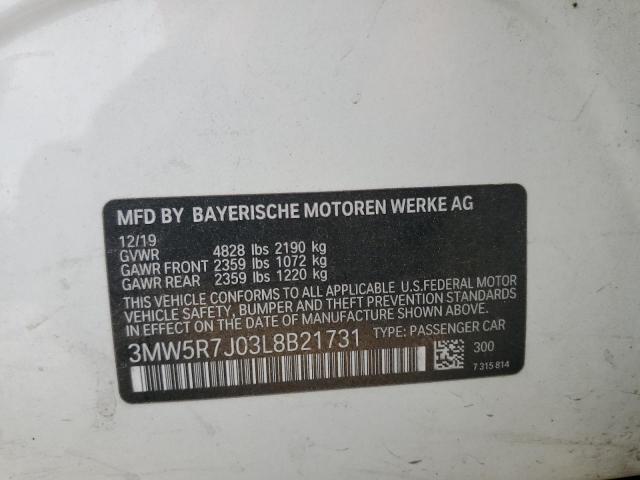 MFD BY BAYERISCHE MOTOREN WERKE AG
12/19
GVWR 4828 lbs 2190 kg
GAWR FRONT 2359 lbs 1072 kg
GAWR REAR 2359 lbs 1220 kg
THIS VEHICLE CONFORMS TO ALL APPLICABLE U.S.FEDERAL MOTOR
VEHICLE SAFETY, BUMPER AND THEFT PREVENTION STANDARDS
IN EFFECT ON THE DATE OF MANUFACTURE SHOWN ABOVE.
3MW5R7J03L8B21731 TYPE: PASSENGER CAR
300
7 315 814